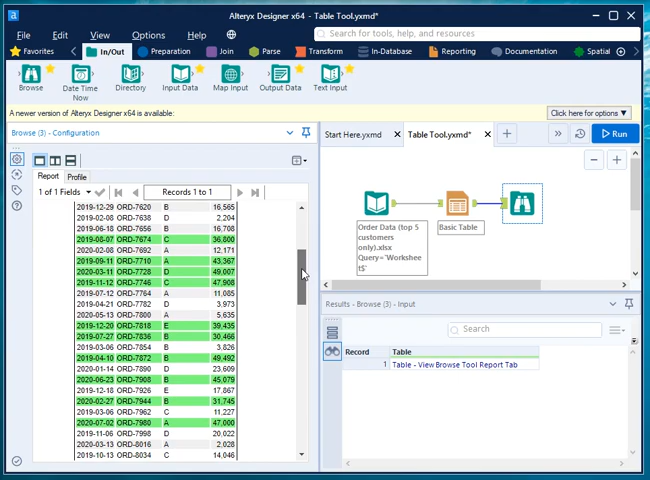 Alteryx Designer x64 - Table Tool.yxmd*
File Edit View Options Help
Search for tools, help, and resources
Favorites In/Out Preparation Join Parse Transform In-Database Reporting Documentation Spatial
Browse
Date Time
Now
Directory
Input Data
Map Input
Output Data
Text Input
A newer version of Alteryx Designer x64 is available:
Click here for options ▼
Browse (3) - Configuration
Report Profile
1 of 1 Fields
Records 1 to 1
2019-12-29 ORD-7620 B 16,565
2019-02-08 ORD-7638 D 2,204
2019-06-18 ORD-7656 B 16,708
2019-08-07 ORD-7674 C 36,800
2020-02-08 ORD-7692 A 12,171
2019-09-11 ORD-7710 A 43,367
2020-03-11 ORD-7728 D 49,007
2019-11-12 ORD-7746 C 47,908
2019-07-12 ORD-7764 A 11,085
2019-04-21 ORD-7782 D 3,973
2020-05-13 ORD-7800 A 5,635
2019-12-20 ORD-7818 E 39,435
2019-07-27 ORD-7836 B 30,466
2019-03-06 ORD-7854 B 3,826
2019-04-10 ORD-7872 B 49,492
2020-01-14 ORD-7890 D 23,609
2020-06-23 ORD-7908 B 45,079
2019-12-18 ORD-7926 E 17,867
2020-02-27 ORD-7944 B 31,745
2019-03-06 ORD-7962 C 11,227
2020-07-02 ORD-7980 A 47,000
2019-11-06 ORD-7998 D 20,022
2020-03-13 ORD-8016 A 2,028
2019-10-13 ORD-8034 C 14,046
Start Here.yxmd
Table Tool.yxmd*
Run
Order Data (top 5
customers
only).xlsx
Query=`Workshee
t$`
Basic Table
Results - Browse (3) - Input
Search
Record Table
1 Table - View Browse Tool Report Tab